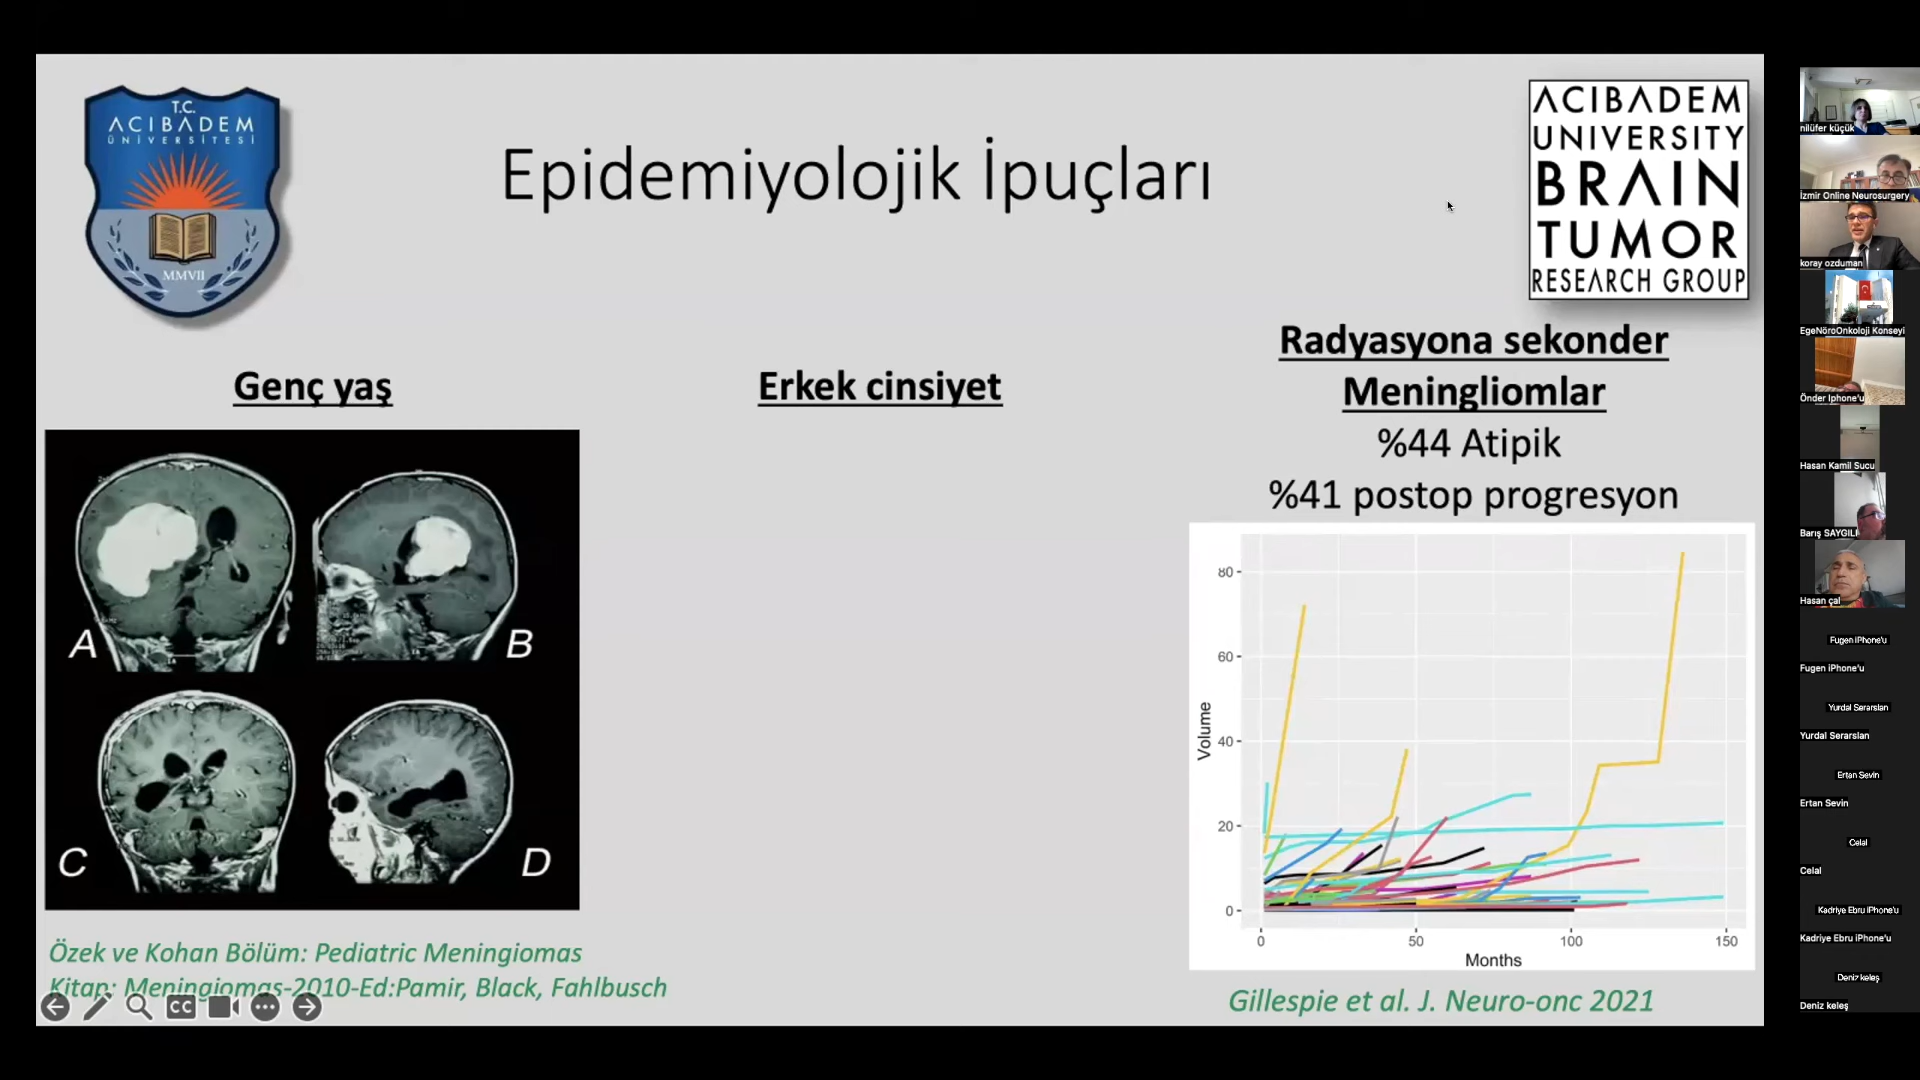 T.C.
ACIBADEM
ÜNİVERSİTESİ
MMVII
Epidemiyolojik İpuçları
ACIBADEM
UNIVERSITY
BRAIN
TUMOR
RESEARCH GROUP
Genç yaş
Erkek cinsiyet
Radyasyona sekonder
Meningliomlar
%44 Atipik
%41 postop progresyon
A
B
C
D
80
60
40
20
0
Volume
0
50
100
150
Months
Özek ve Kohan Bölüm: Pediatric Meningiomas
Kitap: Meningiomas-2010-Ed:Pamir, Black, Fahlbusch
Gillespie et al. J. Neuro-onc 2021
CC
nilüfer küçük
İzmir Online Neurosurgery
koray ozduman
EgeNöroOnkoloji Konseyi
Önder Iphone'u
Hasan Kamil Sucu
Barış SAYGILI
Hasan çal
Fugen iPhone'u
Fugen iPhone'u
Yurdal Serarslan
Yurdal Serarslan
Ertan Sevin
Ertan Sevin
Celal
Celal
Kadriye Ebru iPhone'u
Kadriye Ebru iPhone'u
Deniz keleş
Deniz keleş